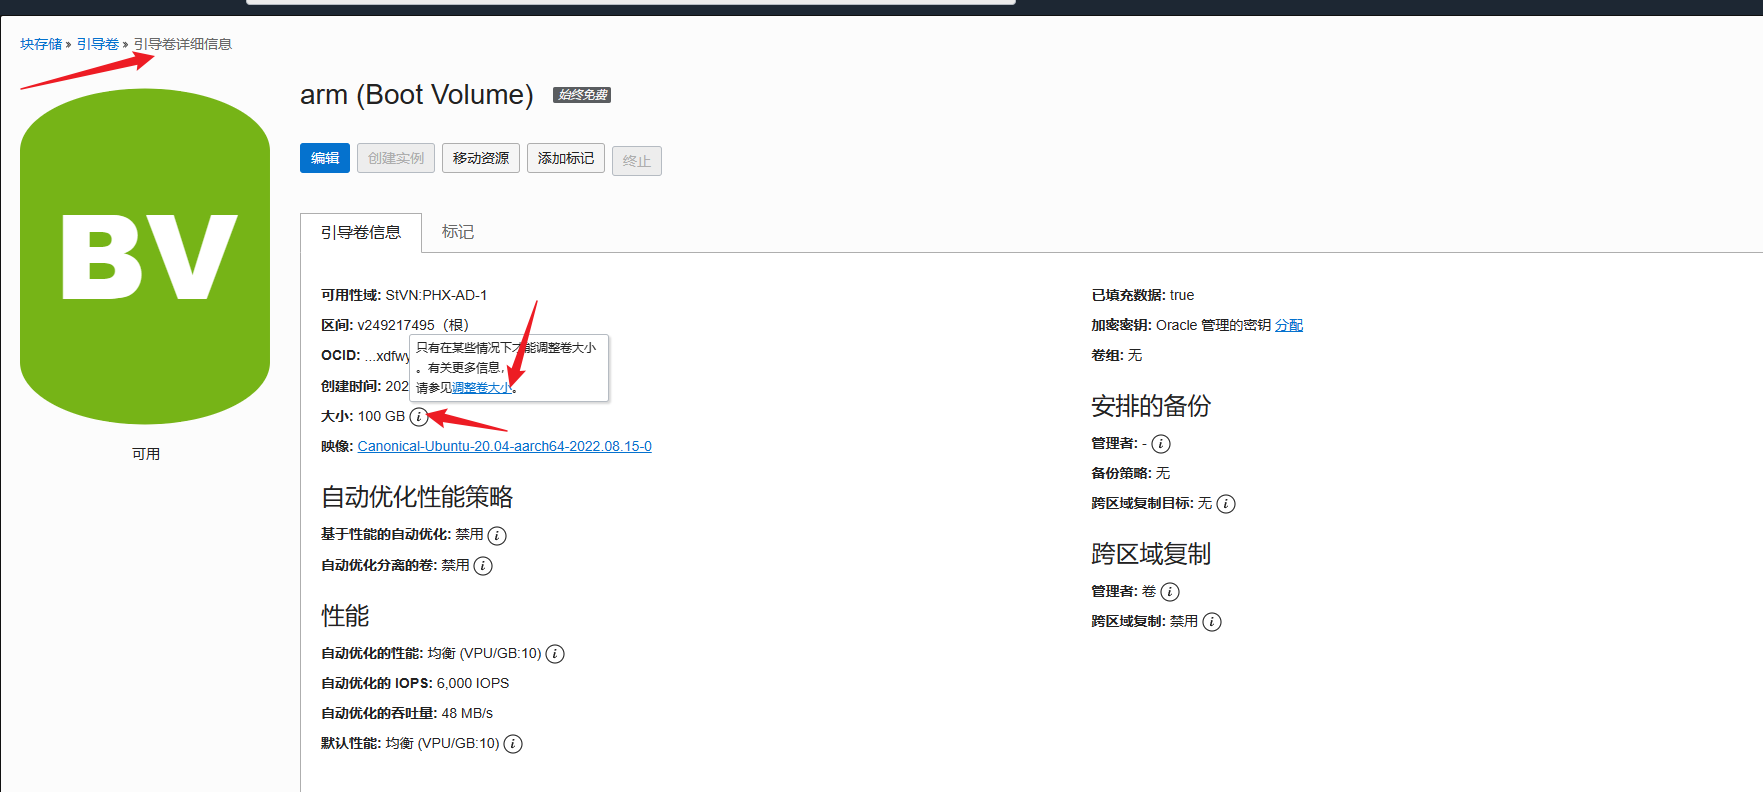 块存储 » 引导卷 » 引导卷详细信息
BV
可用
arm (Boot Volume) 始终免费
编辑 创建实例 移动资源 添加标记 终止
引导卷信息 标记
可用性域: StVN:PHX-AD-1
区间: v249217495（根）
OCID: ...xdfwy
创建时间: 202
只有在某些情况下才能调整卷大小
。有关更多信息，
请参见调整卷大小。
大小: 100 GB
映像: Canonical-Ubuntu-20.04-aarch64-2022.08.15-0
自动优化性能策略
基于性能的自动优化: 禁用
自动优化分离的卷: 禁用
性能
自动优化的性能: 均衡 (VPU/GB:10)
自动优化的 IOPS: 6,000 IOPS
自动优化的吞吐量: 48 MB/s
默认性能: 均衡 (VPU/GB:10)
已填充数据: true
加密密钥: Oracle 管理的密钥 分配
卷组: 无
安排的备份
管理者: -
备份策略: 无
跨区域复制目标: 无
跨区域复制
管理者: 卷
跨区域复制: 禁用